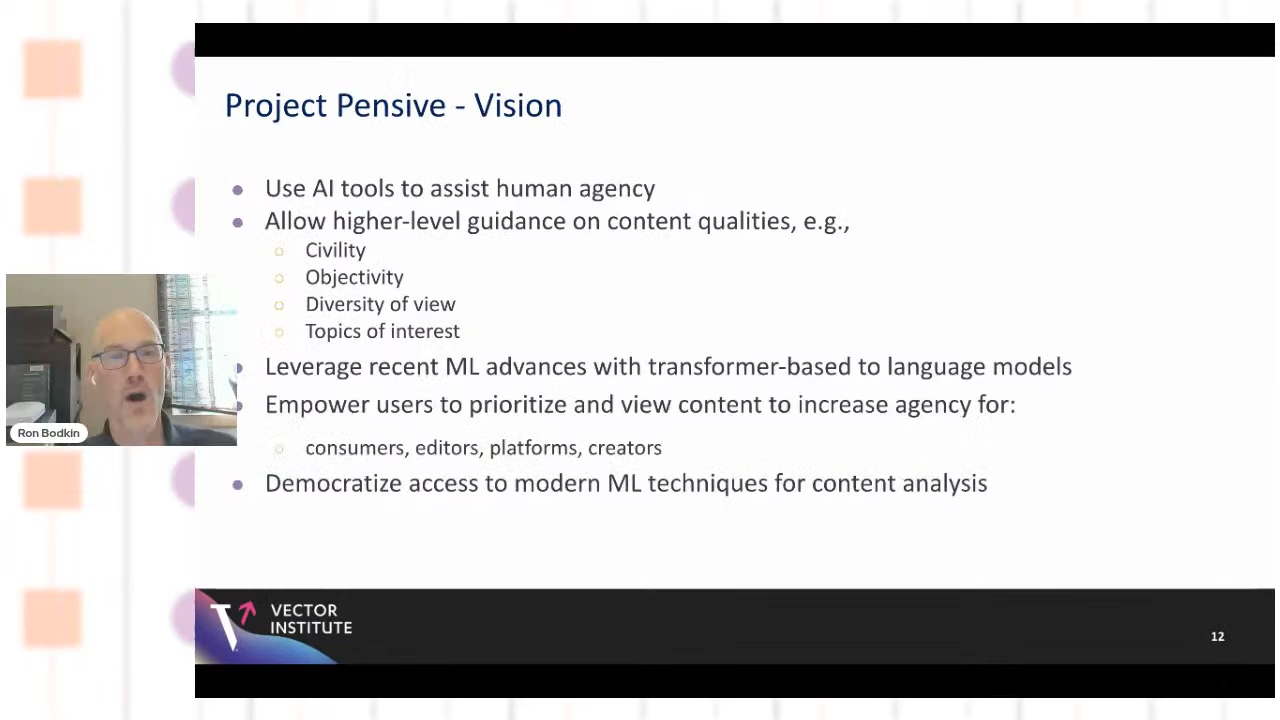 Project Pensive - Vision
Use AI tools to assist human agency
Allow higher-level guidance on content qualities, e.g.,
Civility
Objectivity
Diversity of view
Topics of interest
Leverage recent ML advances with transformer-based to language models
Empower users to prioritize and view content to increase agency for:
consumers, editors, platforms, creators
Democratize access to modern ML techniques for content analysis
Ron Bodkin
VECTOR
INSTITUTE
12